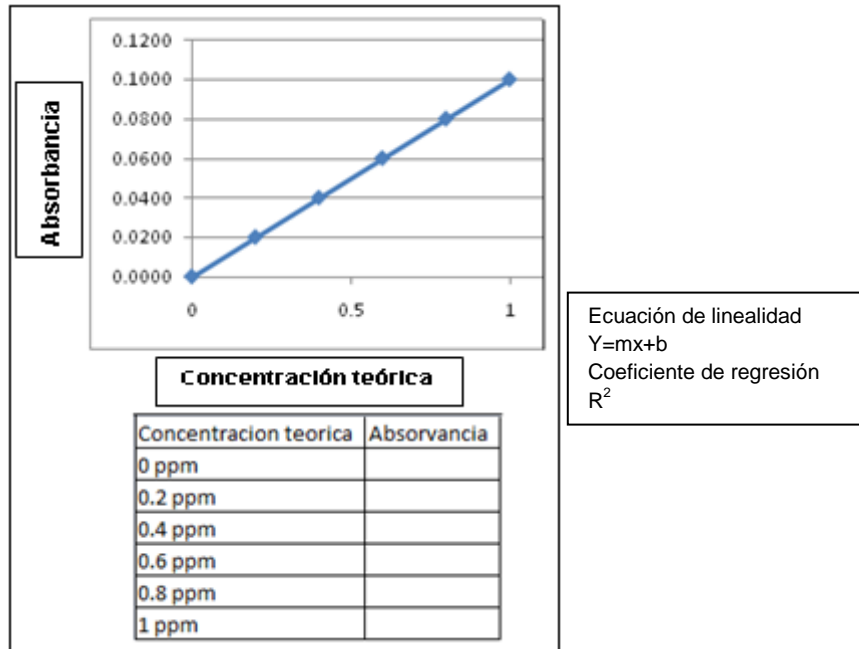 0.1200
0.1000
0.0800
0.0600
0.0400
0.0200
0.0000
0 0.5 1
Absorbancia
Concentración teórica
Concentracion teorica Absorvancia
0 ppm
0.2 ppm
0.4 ppm
0.6 ppm
0.8 ppm
1 ppm
Ecuación de linealidad
Y=mx+b
Coeficiente de regresión
R²